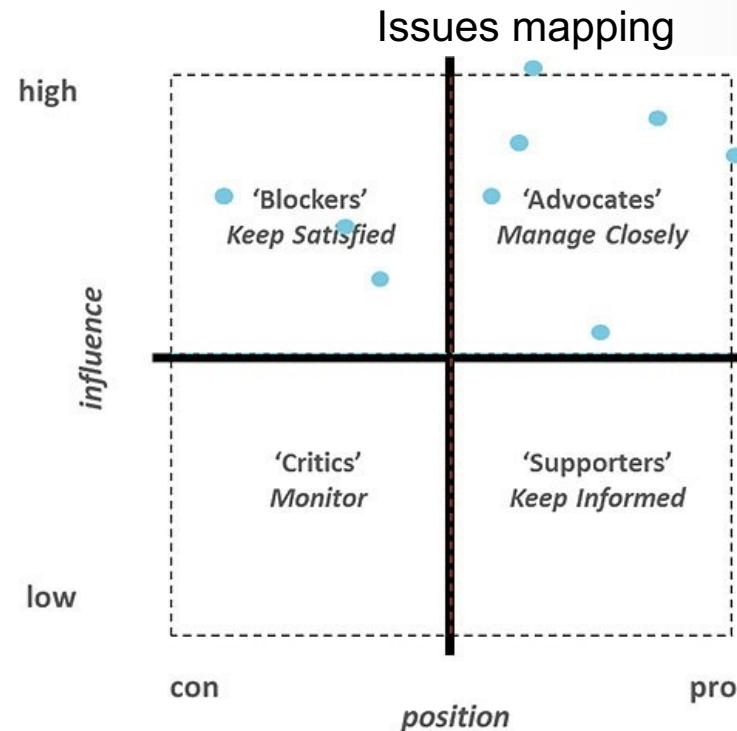 Issues mapping
high
‘Blockers’
Keep Satisfied
‘Advocates’
Manage Closely
influence
‘Critics’
Monitor
‘Supporters’
Keep Informed
low
con
pro
position